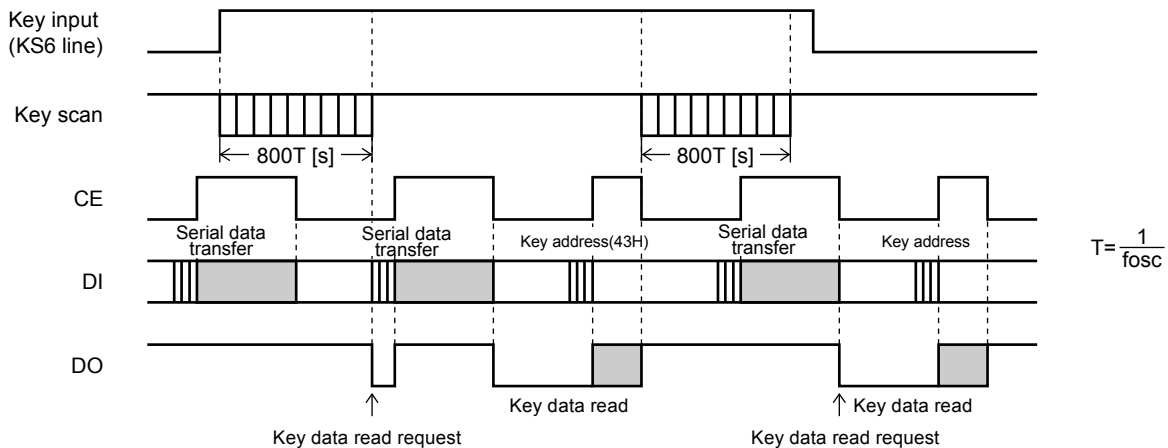 Key input
(KS6 line)
Key scan
800T [s] 800T [s]
CE
Serial data
transfer
Serial data
transfer
Key address(43H)
Serial data
transfer
Key address
T= 1
fosc
DI
DO
Key data read Key data read
Key data read request Key data read request